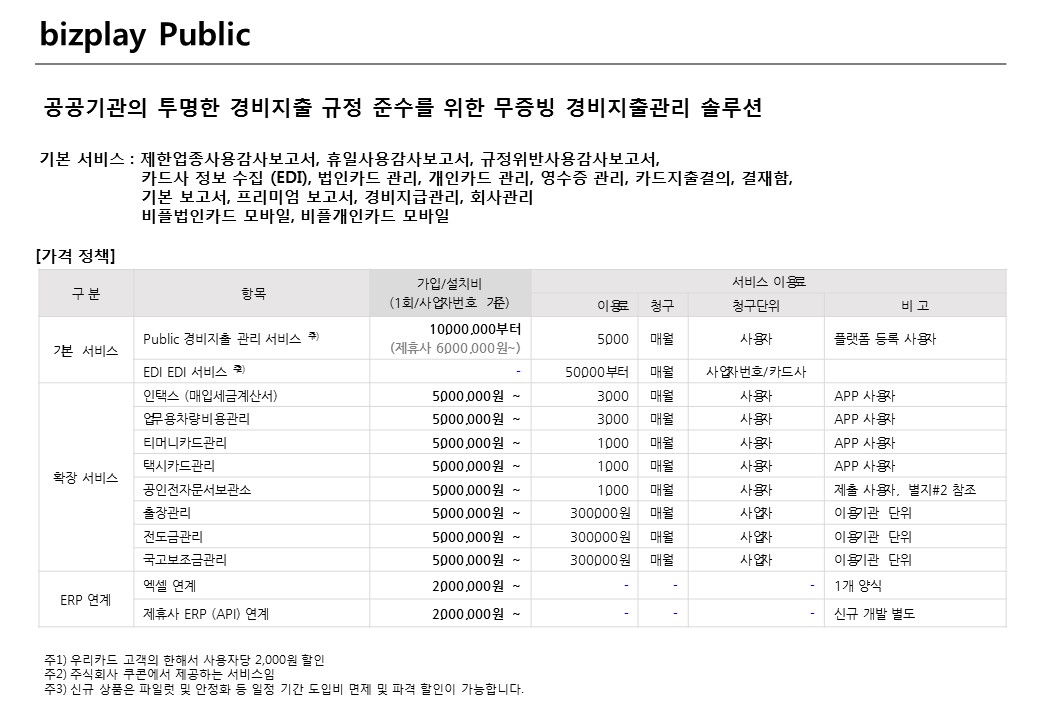 bizplay Public
공공기관의 투명한 경비지출 규정 준수를 위한 무증빙 경비지출관리 솔루션
기본 서비스 : 제한업종사용감사보고서, 휴일사용감사보고서, 규정위반사용감사보고서,
카드사 정보 수집 (EDI), 법인카드 관리, 개인카드 관리, 영수증 관리, 카드지출결의, 결재함,
기본 보고서, 프리미엄 보고서, 경비지급관리, 회사관리
비플법인카드 모바일, 비플개인카드 모바일
[가격 정책]
구 분 항목 가입/설치비 (1회/사업자번호 기준) 서비스 이용료
이용료 청구 청구단위 비 고
기본 서비스 Public 경비지출 관리 서비스 주1) 10,000,000부터 (제휴사 6,000,000원~) 5,000 매월 사용자 플랫폼 등록 사용자
EDI EDI 서비스 주2) - 50,000부터 매월 사업자번호/카드사
확장 서비스 인택스 (매입세금계산서) 5,000,000원 ~ 3,000 매월 사용자 APP 사용자
업무용차량비용관리 5,000,000원 ~ 3,000 매월 사용자 APP 사용자
티머니카드관리 5,000,000원 ~ 1,000 매월 사용자 APP 사용자
택시카드관리 5,000,000원 ~ 1,000 매월 사용자 APP 사용자
공인전자문서보관소 5,000,000원 ~ 1,000 매월 사용자 제출 사용자, 별지#2 참조
출장관리 5,000,000원 ~ 300,000원 매월 사업자 이용기관 단위
전도금관리 5,000,000원 ~ 300,000원 매월 사업자 이용기관 단위
국고보조금관리 5,000,000원 ~ 300,000원 매월 사업자 이용기관 단위
ERP 연계 엑셀 연계 2,000,000원 ~ - - - 1개 양식
제휴사 ERP (API) 연계 2,000,000원 ~ - - - 신규 개발 별도
주1) 우리카드 고객의 한해서 사용자당 2,000원 할인
주2) 주식회사 쿠콘에서 제공하는 서비스임
주3) 신규 상품은 파일럿 및 안정화 등 일정 기간 도입비 면제 및 파격 할인이 가능합니다.